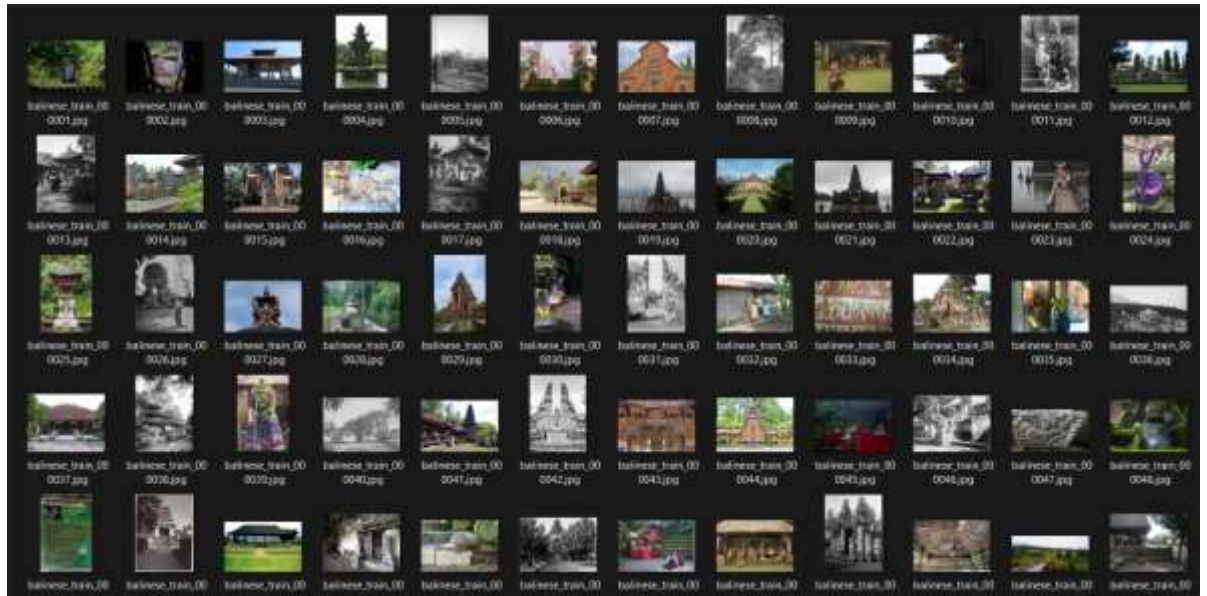 balinese_train_00 balinese_train_00 balinese_train_00 balinese_train_00 balinese_train_00 balinese_train_00 balinese_train_00 balinese_train_00 balinese_train_00 balinese_train_00 balinese_train_00 balinese_train_00
0001.jpg 0002.jpg 0003.jpg 0004.jpg 0005.jpg 0006.jpg 0007.jpg 0008.jpg 0009.jpg 0010.jpg 0011.jpg 0012.jpg
balinese_train_00 balinese_train_00 balinese_train_00 balinese_train_00 balinese_train_00 balinese_train_00 balinese_train_00 balinese_train_00 balinese_train_00 balinese_train_00 balinese_train_00 balinese_train_00
0013.jpg 0014.jpg 0015.jpg 0016.jpg 0017.jpg 0018.jpg 0019.jpg 0020.jpg 0021.jpg 0022.jpg 0023.jpg 0024.jpg
balinese_train_00 balinese_train_00 balinese_train_00 balinese_train_00 balinese_train_00 balinese_train_00 balinese_train_00 balinese_train_00 balinese_train_00 balinese_train_00 balinese_train_00 balinese_train_00
0025.jpg 0026.jpg 0027.jpg 0028.jpg 0029.jpg 0030.jpg 0031.jpg 0032.jpg 0033.jpg 0034.jpg 0035.jpg 0036.jpg
balinese_train_00 balinese_train_00 balinese_train_00 balinese_train_00 balinese_train_00 balinese_train_00 balinese_train_00 balinese_train_00 balinese_train_00 balinese_train_00 balinese_train_00 balinese_train_00
0037.jpg 0038.jpg 0039.jpg 0040.jpg 0041.jpg 0042.jpg 0043.jpg 0044.jpg 0045.jpg 0046.jpg 0047.jpg 0048.jpg
balinese_train_00 balinese_train_00 balinese_train_00 balinese_train_00 balinese_train_00 balinese_train_00 balinese_train_00 balinese_train_00 balinese_train_00 balinese_train_00 balinese_train_00 balinese_train_00